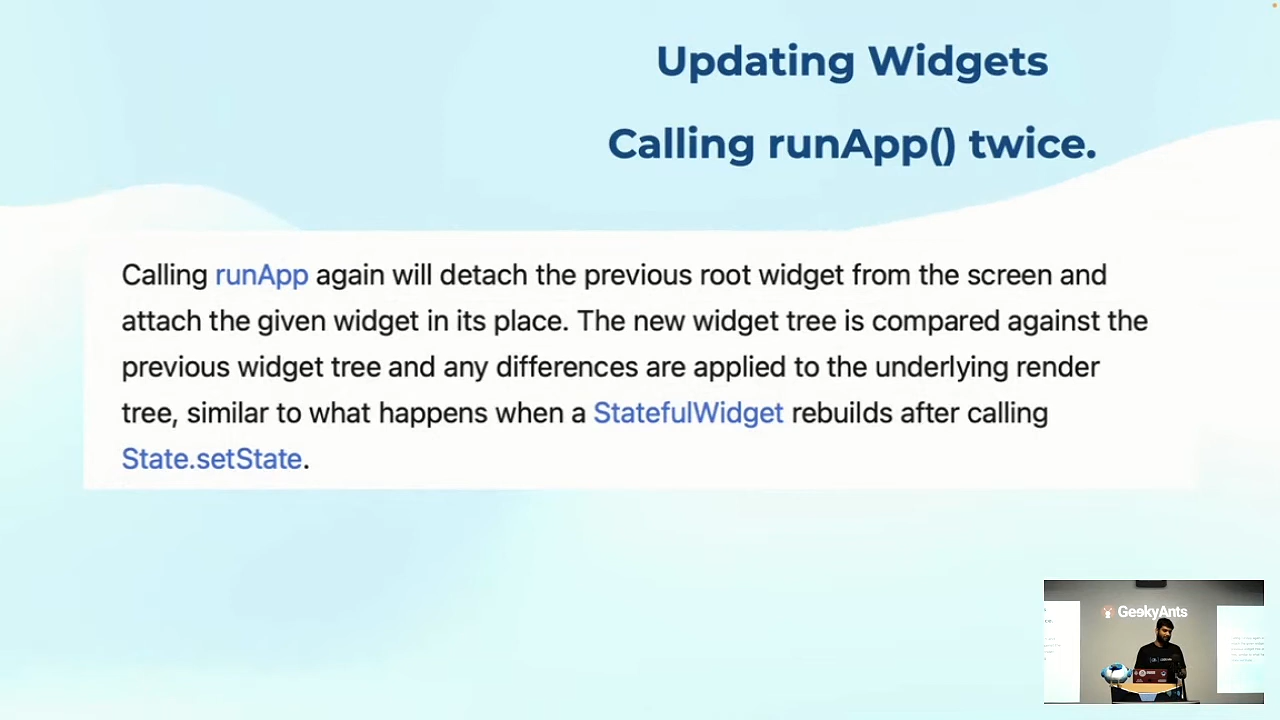 Updating Widgets
Calling runApp() twice.
Calling runApp again will detach the previous root widget from the screen and
attach the given widget in its place. The new widget tree is compared against the
previous widget tree and any differences are applied to the underlying render
tree, similar to what happens when a StatefulWidget rebuilds after calling
State.setState.
GeekyAnts